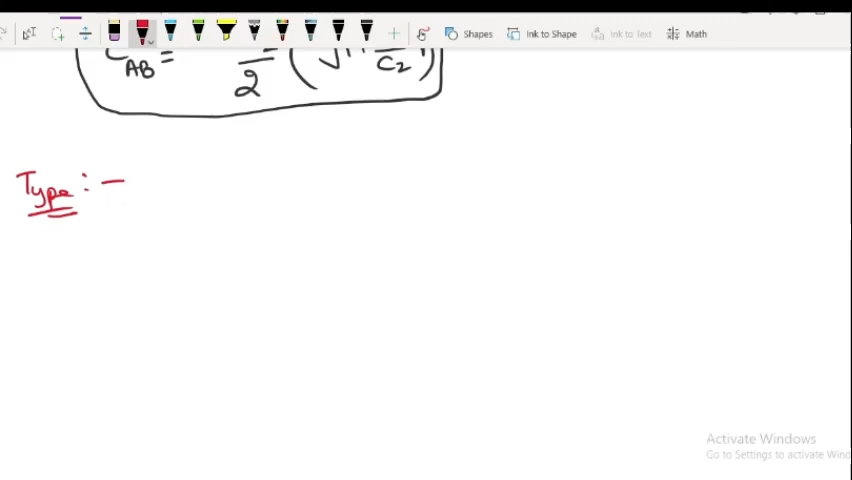 Shapes Ink to Shape Ink to Text Math
C AB = 2 ( C2 )
Type : -
Activate Windows
Go to Settings to activate Wind